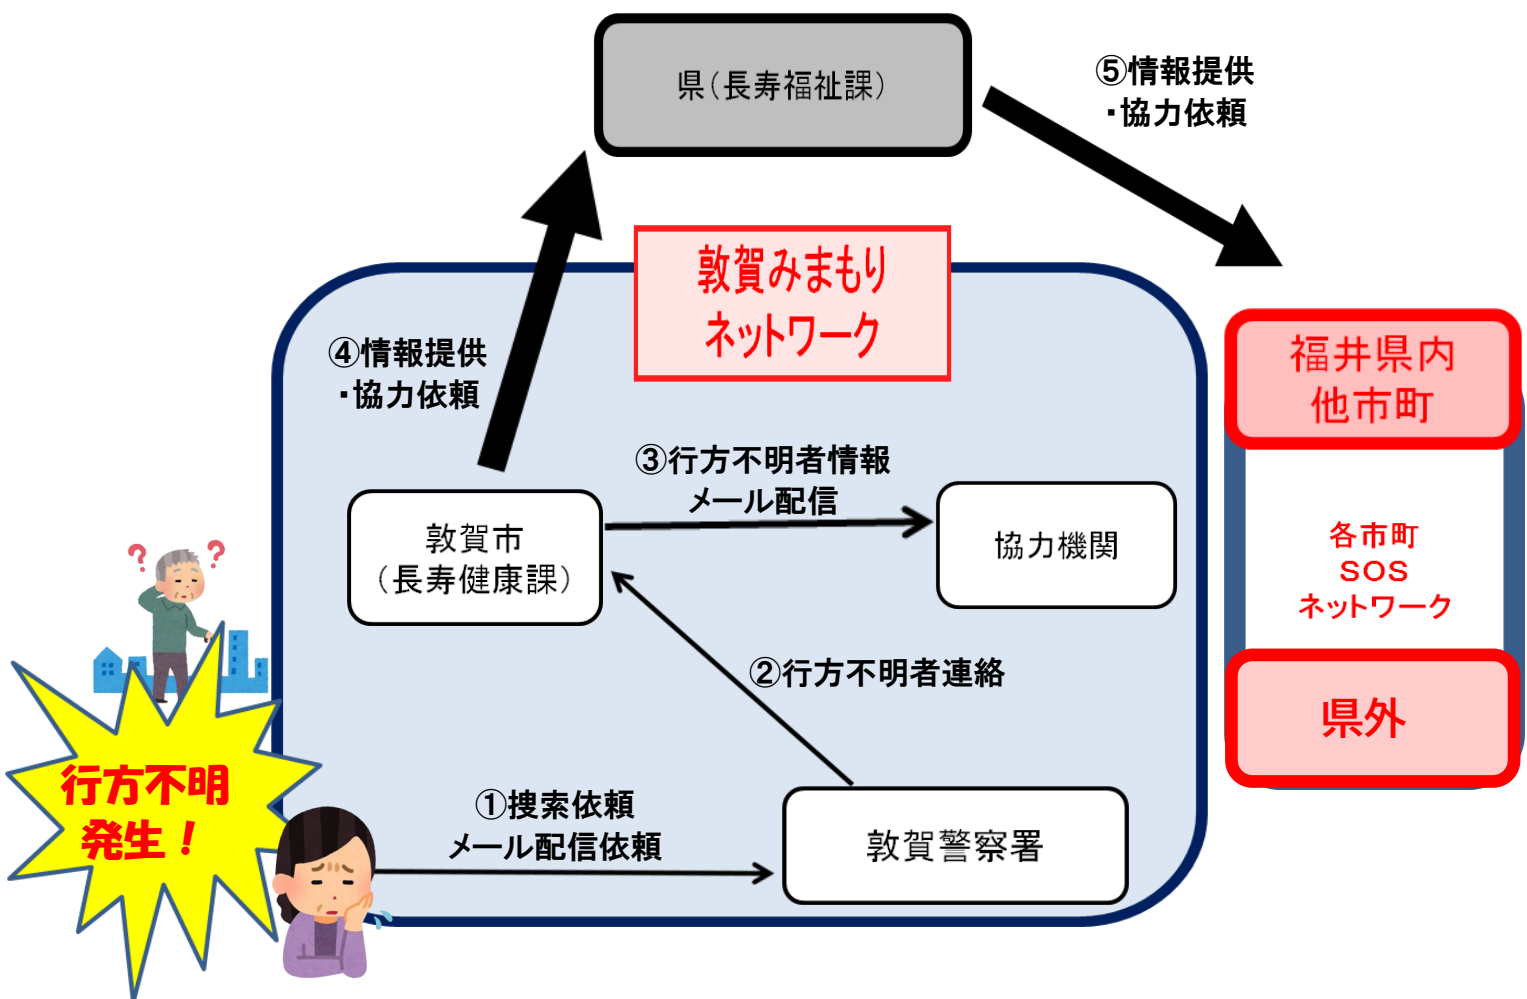 県(長寿福祉課)
⑤情報提供
・協力依頼
敦賀みまもり
ネットワーク
④情報提供
・協力依頼
福井県内
他市町
③行方不明者情報
メール配信
敦賀市
(長寿健康課)
協力機関
各市町
SOS
ネットワーク
? ?
②行方不明者連絡
県外
行方不明
発生!
①捜索依頼
メール配信依頼
敦賀警察署